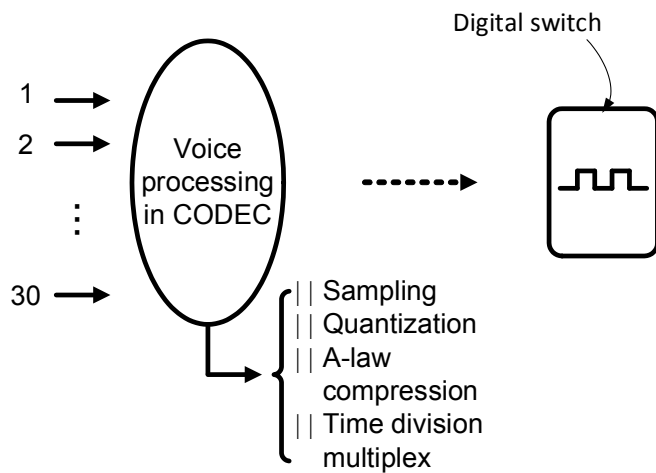 Digital switch
1
2
⋮
30
Voice
processing
in CODEC
|| Sampling
|| Quantization
|| A-law
compression
|| Time division
multiplex